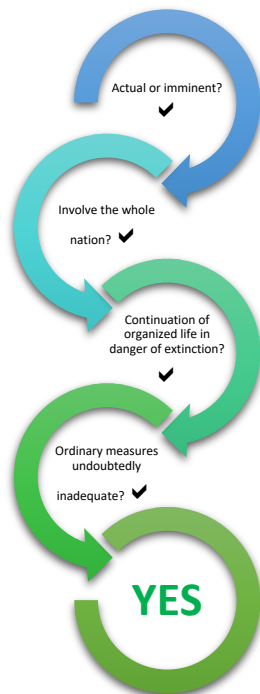 Actual or imminent?
✔
Involve the whole
nation? ✔
Continuation of
organized life in
danger of extinction?
✔
Ordinary measures
undoubtedly
inadequate? ✔
YES